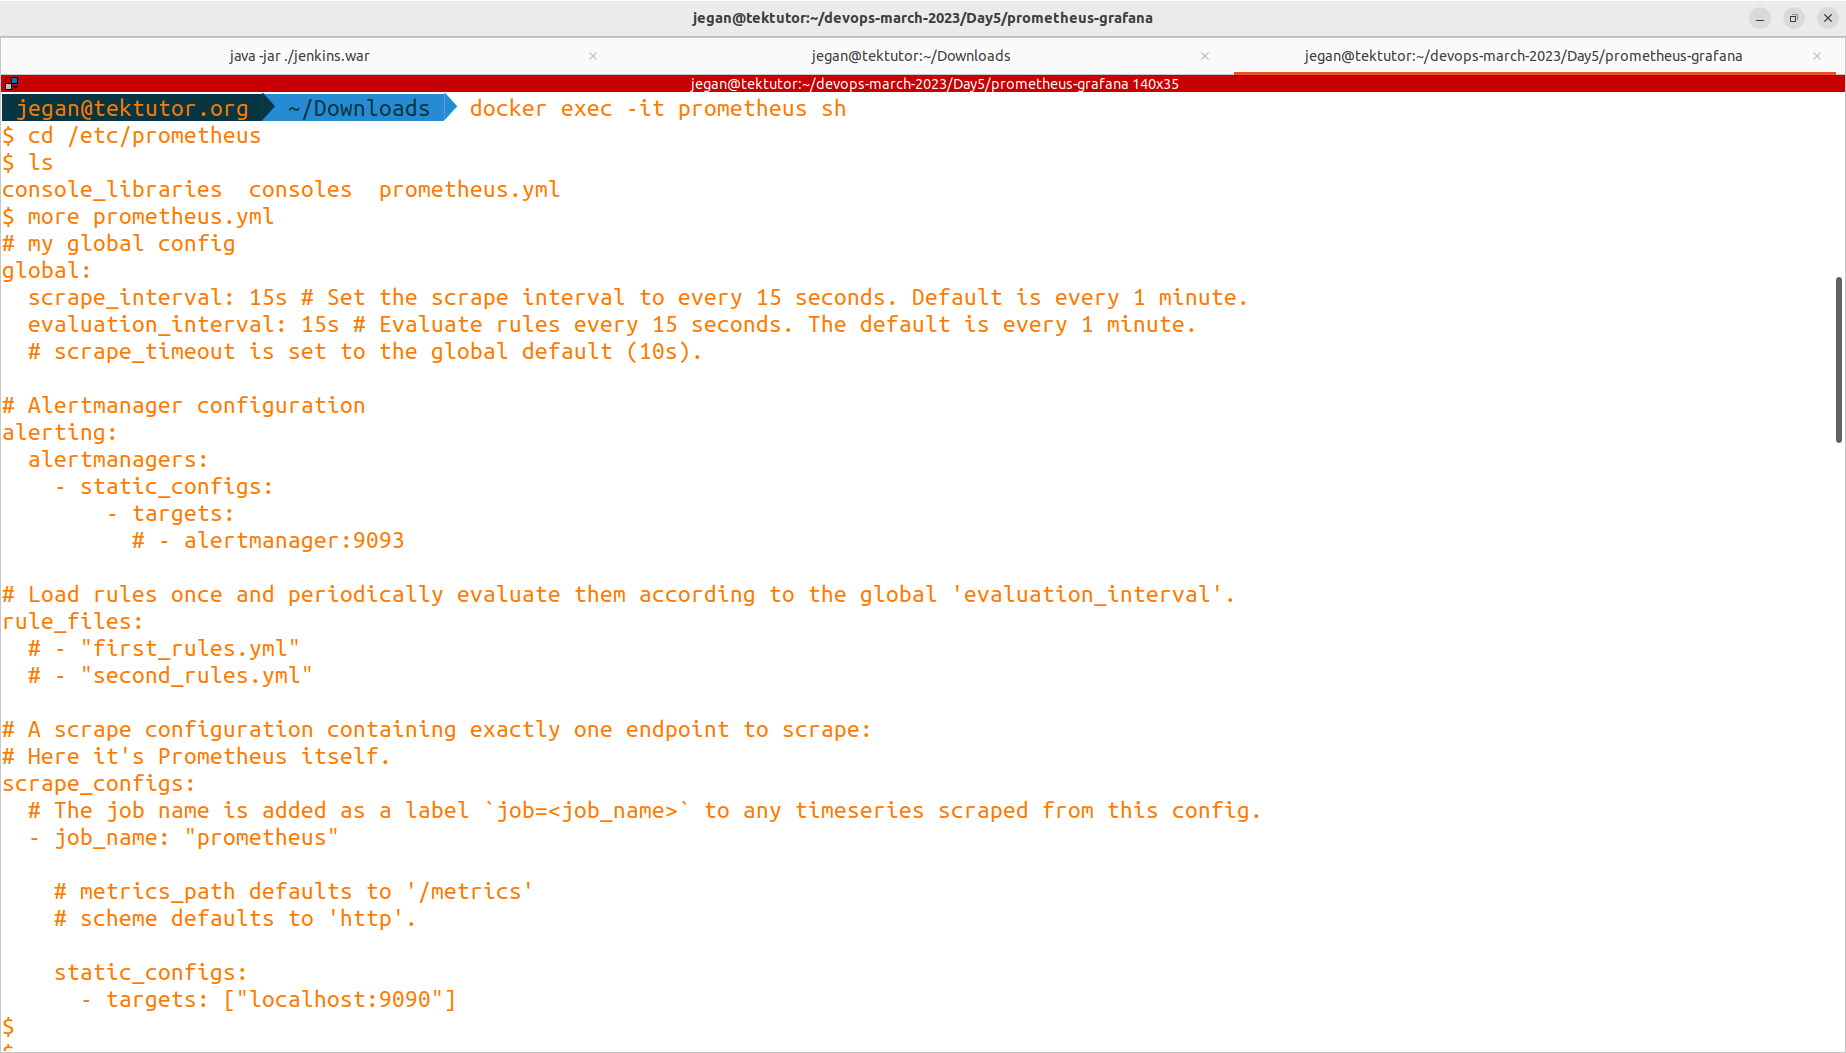 jegan@tektutor:~/devops-march-2023/Day5/prometheus-grafana
java -jar ./jenkins.war
jegan@tektutor:~/Downloads
jegan@tektutor:~/devops-march-2023/Day5/prometheus-grafana
jegan@tektutor:~/devops-march-2023/Day5/prometheus-grafana 140x35
jegan@tektutor.org ~/Downloads docker exec -it prometheus sh
$ cd /etc/prometheus
$ ls
console_libraries  consoles  prometheus.yml
$ more prometheus.yml
# my global config
global:
  scrape_interval: 15s # Set the scrape interval to every 15 seconds. Default is every 1 minute.
  evaluation_interval: 15s # Evaluate rules every 15 seconds. The default is every 1 minute.
  # scrape_timeout is set to the global default (10s).

# Alertmanager configuration
alerting:
  alertmanagers:
    - static_configs:
        - targets:
          # - alertmanager:9093

# Load rules once and periodically evaluate them according to the global 'evaluation_interval'.
rule_files:
  # - "first_rules.yml"
  # - "second_rules.yml"

# A scrape configuration containing exactly one endpoint to scrape:
# Here it's Prometheus itself.
scrape_configs:
  # The job name is added as a label `job=<job_name>` to any timeseries scraped from this config.
  - job_name: "prometheus"

    # metrics_path defaults to '/metrics'
    # scheme defaults to 'http'.

    static_configs:
      - targets: ["localhost:9090"]
$
$